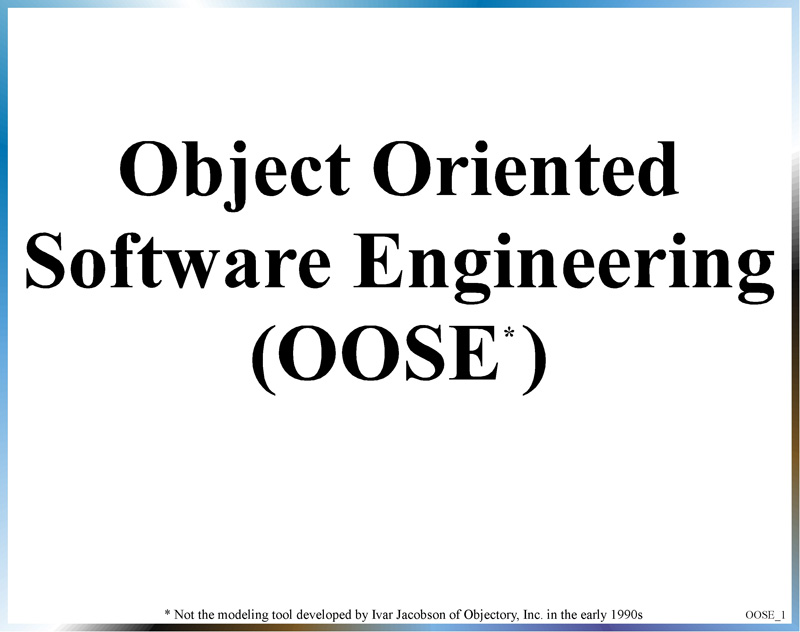 Object Oriented
Software Engineering
(OOSE*)
* Not the modeling tool developed by Ivar Jacobson of Objectory, Inc. in the early 1990s
OOSE_1